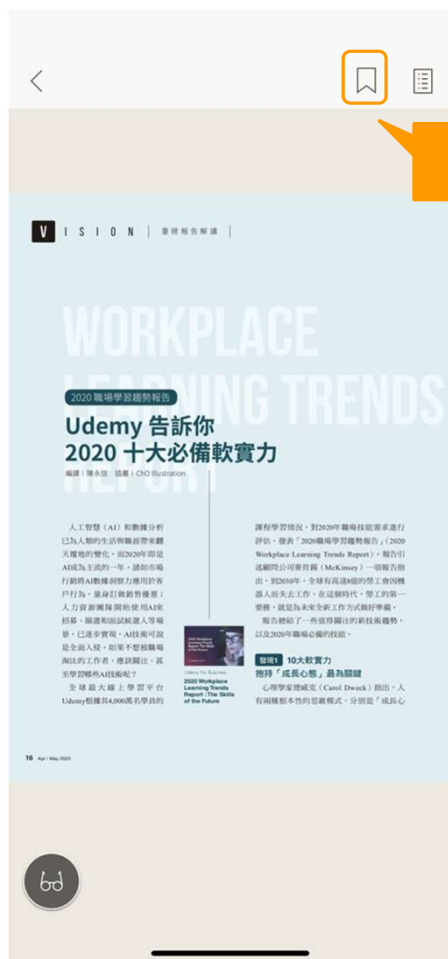 VISION | 重磅報告解讀 |
WORKPLACE
LEARNING TRENDS
REPORT
2020 職場學習趨勢報告
Udemy 告訴你
2020 十大必備軟實力
編譯｜陳永信　插畫｜ChO Illustration
人工智慧（AI）和數據分析
已為人類的生活與職涯帶來翻
天覆地的變化，而2020年即是
AI成為主流的一年。諸如市場
行銷將AI數據洞察力應用於客
戶行為，量身訂做銷售優惠；
人力資源團隊開始使用AI來
招募、篩選和面試候選人等場
景，已逐步實現。AI技術可說
是全面入侵，如果不想被職場
淘汰的工作者，應該關注、甚
至學習哪些AI技術呢？
全球最大線上學習平台
Udemy根據其4,000萬名學員的
Udemy for Business,
2020 Workplace
Learning Trends
Report : The Skills
of the Future
課程學習情況，對2020年職場技能需求進行
評估，發表「2020職場學習趨勢報告」（2020
Workplace Learning Trends Report）。報告引
述顧問公司麥肯錫（McKinsey）一項報告指
出，到2030年，全球有高達8億的勞工會因機
器人而失去工作。在這個時代，勞工的第一
要務，就是為未來全新工作方式做好準備。
報告總結了一些值得關注的新技術趨勢，
以及2020年職場必備的技能。
發現1 10大軟實力
抱持「成長心態」最為關鍵
心理學家德威克（Carol Dweck）指出，人
有兩種根本性的思維模式，分別是「成長心
16 Apr / May 2020